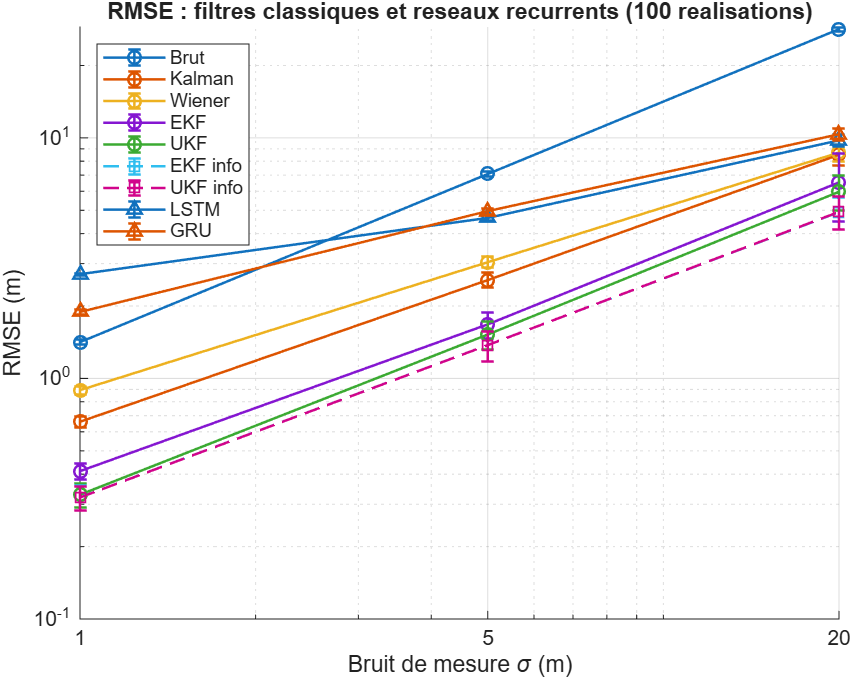 RMSE : filtres classiques et reseaux recurrents (100 realisations)
Brut
Kalman
Wiener
EKF
UKF
EKF info
UKF info
LSTM
GRU
RMSE (m)
10^1
10^0
10^-1
1
5
20
Bruit de mesure σ (m)